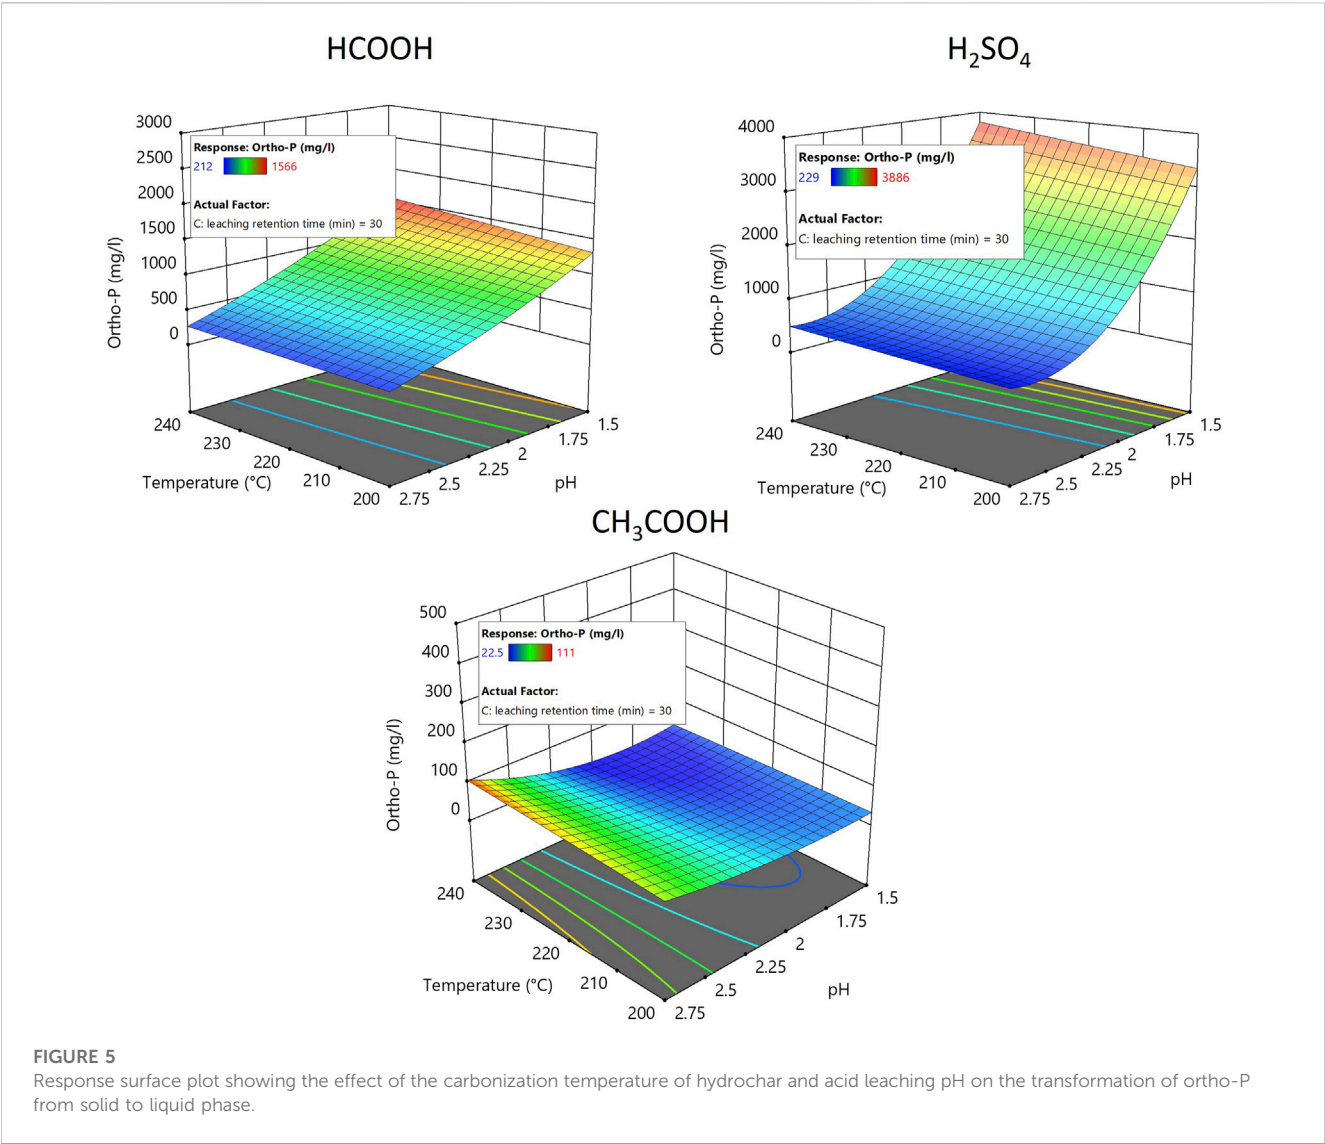 HCOOH
3000
2500
2000
1500
1000
500
0
Ortho-P (mg/l)
Response: Ortho-P (mg/l)
212 1566
Actual Factor:
C: leaching retention time (min) = 30
240
230
220
210
200
Temperature (°C)
2.75
2.5
2.25
2
1.75
1.5
pH
H₂SO₄
4000
3000
2000
1000
0
Ortho-P (mg/l)
Response: Ortho-P (mg/l)
229 3886
Actual Factor:
C: leaching retention time (min) = 30
240
230
220
210
200
Temperature (°C)
2.75
2.5
2.25
2
1.75
1.5
pH
CH₃COOH
500
400
300
200
100
0
Ortho-P (mg/l)
Response: Ortho-P (mg/l)
22.5 111
Actual Factor:
C: leaching retention time (min) = 30
240
230
220
210
200
Temperature (°C)
2.75
2.5
2.25
2
1.75
1.5
pH
FIGURE 5
Response surface plot showing the effect of the carbonization temperature of hydrochar and acid leaching pH on the transformation of ortho-P
from solid to liquid phase.